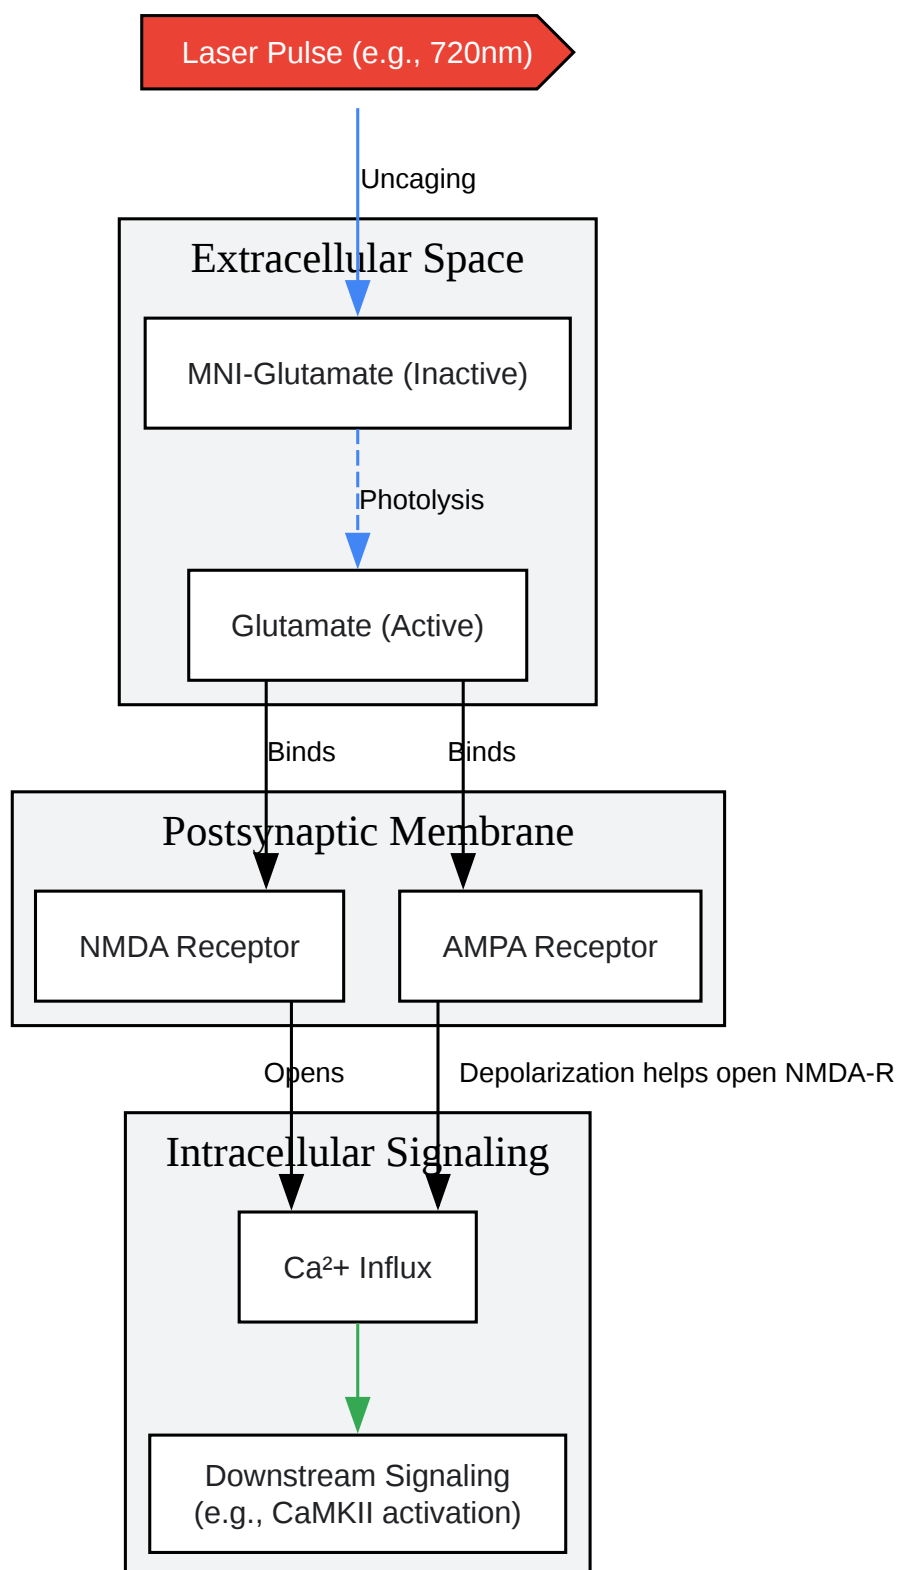 Laser Pulse (e.g., 720nm)
Uncaging
Extracellular Space
MNI-Glutamate (Inactive)
Photolysis
Glutamate (Active)
Binds
Binds
Postsynaptic Membrane
NMDA Receptor
AMPA Receptor
Opens
Depolarization helps open NMDA-R
Intracellular Signaling
Ca²+ Influx
Downstream Signaling
(e.g., CaMKII activation)